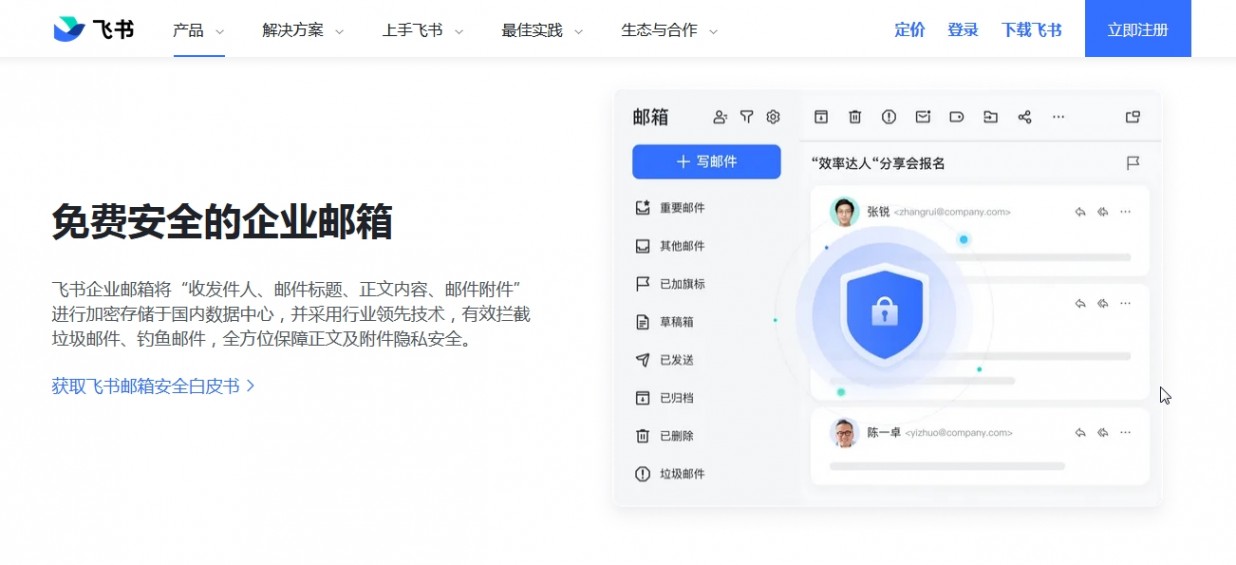 飞书 产品 解决方案 上手飞书 最佳实践 生态与合作 定价 登录 下载飞书 立即注册
免费安全的企业邮箱
飞书企业邮箱将“收发件人、邮件标题、正文内容、邮件附件”
进行加密存储于国内数据中心，并采用行业领先技术，有效拦截
垃圾邮件、钓鱼邮件，全方位保障正文及附件隐私安全。
获取飞书邮箱安全白皮书
邮箱
写邮件
重要邮件
其他邮件
已加旗标
草稿箱
已发送
已归档
已删除
垃圾邮件
“效率达人“分享会报名
张锐 <zhangrui@company.com>
陈一卓 <yizhuo@company.com>